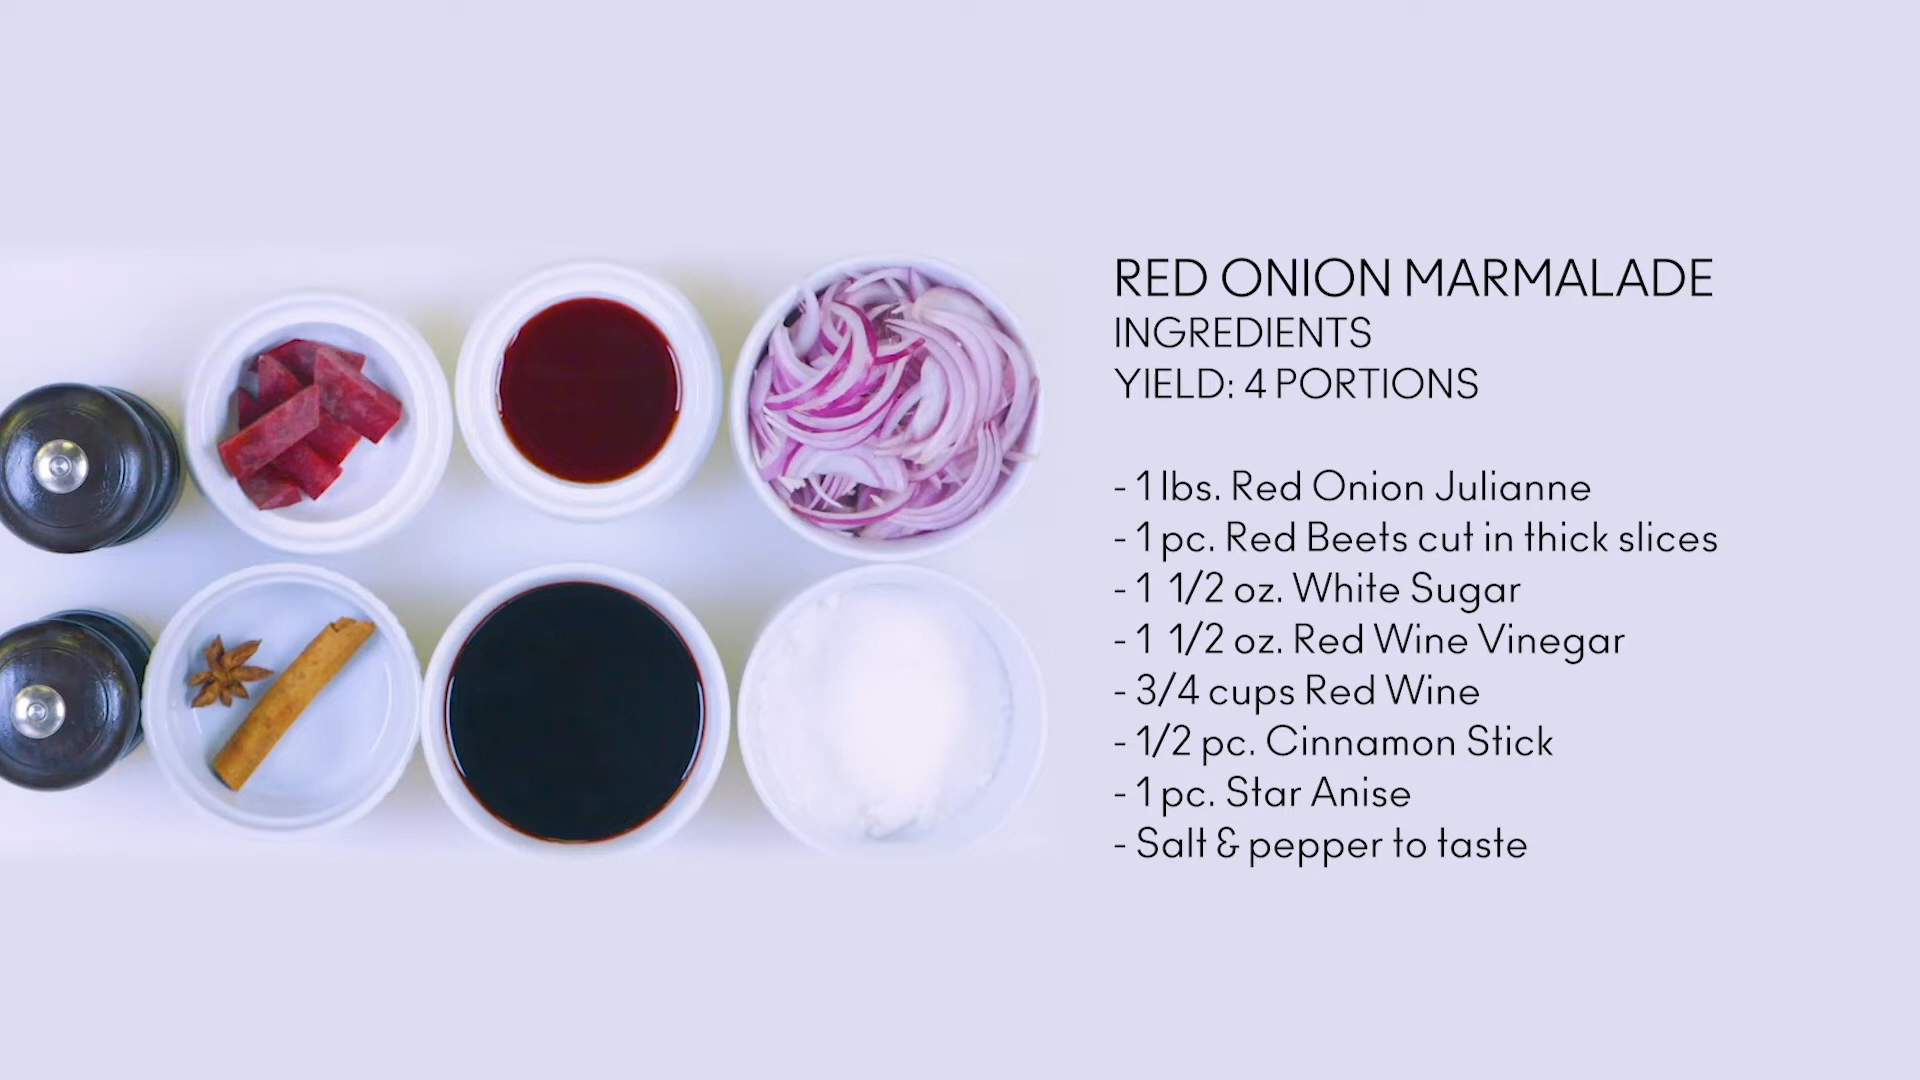 RED ONION MARMALADE
INGREDIENTS
YIELD: 4 PORTIONS
- 1 lbs. Red Onion Julianne
- 1 pc. Red Beets cut in thick slices
- 1 1/2 oz. White Sugar
- 1 1/2 oz. Red Wine Vinegar
- 3/4 cups Red Wine
- 1/2 pc. Cinnamon Stick
- 1 pc. Star Anise
- Salt & pepper to taste